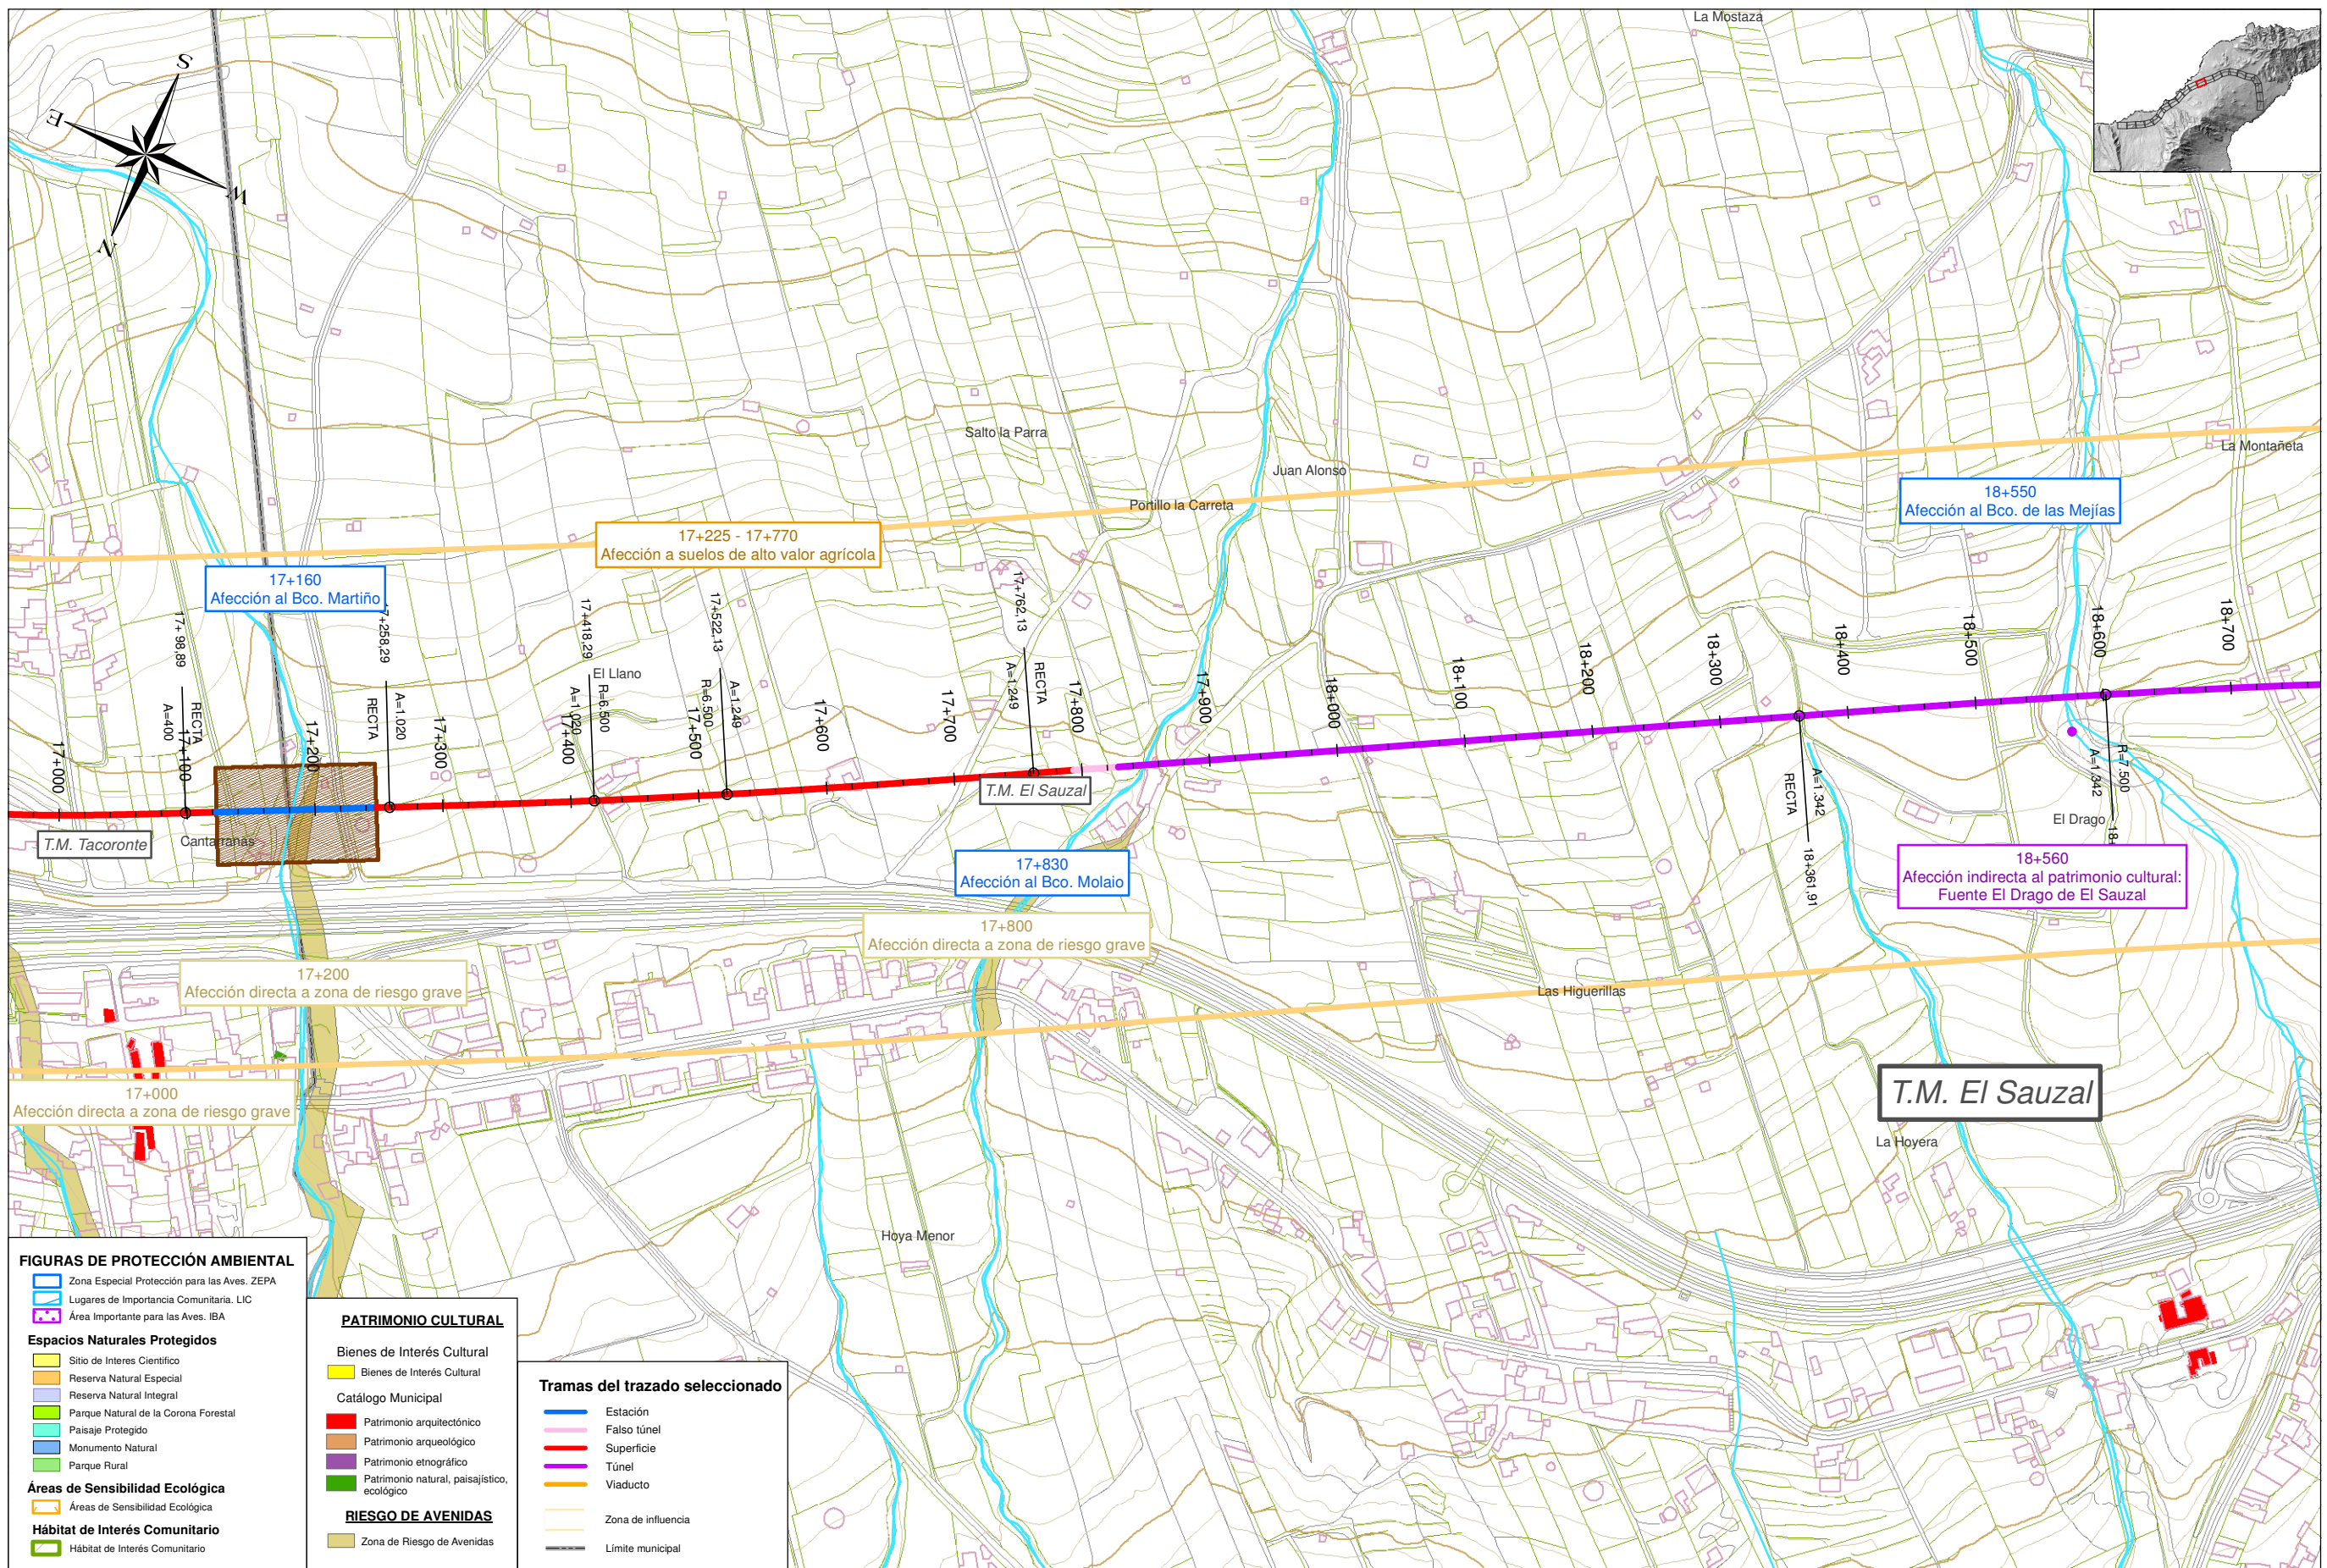 La Mostaza
S
E
W
N
Salto la Parra
Juan Alonso
Portillo la Carreta
La Montañeta
18+550
Afección al Bco. de las Mejías
17+225 - 17+770
Afección a suelos de alto valor agrícola
17+160
Afección al Bco. Martiño
17+ 98,89
17+258,29
17+418,29
17+522,13
17+762,13
El Llano
RECTA
A=400
A=1.020
RECTA
R=6.500
A=1.020
A=1.249
R=6.500
RECTA
A=1.249
17+000
17+100
17+200
17+300
17+400
17+500
17+600
17+700
17+800
17+900
18+000
18+100
18+200
18+300
18+400
18+500
18+600
18+700
A=1.342
RECTA
18+361,91
R=7.500
A=1.342
18+
T.M. El Sauzal
T.M. Tacoronte
Cantarranas
El Drago
17+830
Afección al Bco. Molaio
18+560
Afección indirecta al patrimonio cultural:
Fuente El Drago de El Sauzal
17+800
Afección directa a zona de riesgo grave
17+200
Afección directa a zona de riesgo grave
Las Higuerillas
17+000
Afección directa a zona de riesgo grave
T.M. El Sauzal
La Hoyera
Hoya Menor
FIGURAS DE PROTECCIÓN AMBIENTAL
Zona Especial Protección para las Aves. ZEPA
Lugares de Importancia Comunitaria. LIC
Área Importante para las Aves. IBA
Espacios Naturales Protegidos
Sitio de Interes Cientifico
Reserva Natural Especial
Reserva Natural Integral
Parque Natural de la Corona Forestal
Paisaje Protegido
Monumento Natural
Parque Rural
Áreas de Sensibilidad Ecológica
Áreas de Sensibilidad Ecológica
Hábitat de Interés Comunitario
Hábitat de Interés Comunitario
PATRIMONIO CULTURAL
Bienes de Interés Cultural
Bienes de Interés Cultural
Catálogo Municipal
Patrimonio arquitectónico
Patrimonio arqueológico
Patrimonio etnográfico
Patrimonio natural, paisajístico,
ecológico
RIESGO DE AVENIDAS
Zona de Riesgo de Avenidas
Tramas del trazado seleccionado
Estación
Falso túnel
Superficie
Túnel
Viaducto
Zona de influencia
Límite municipal